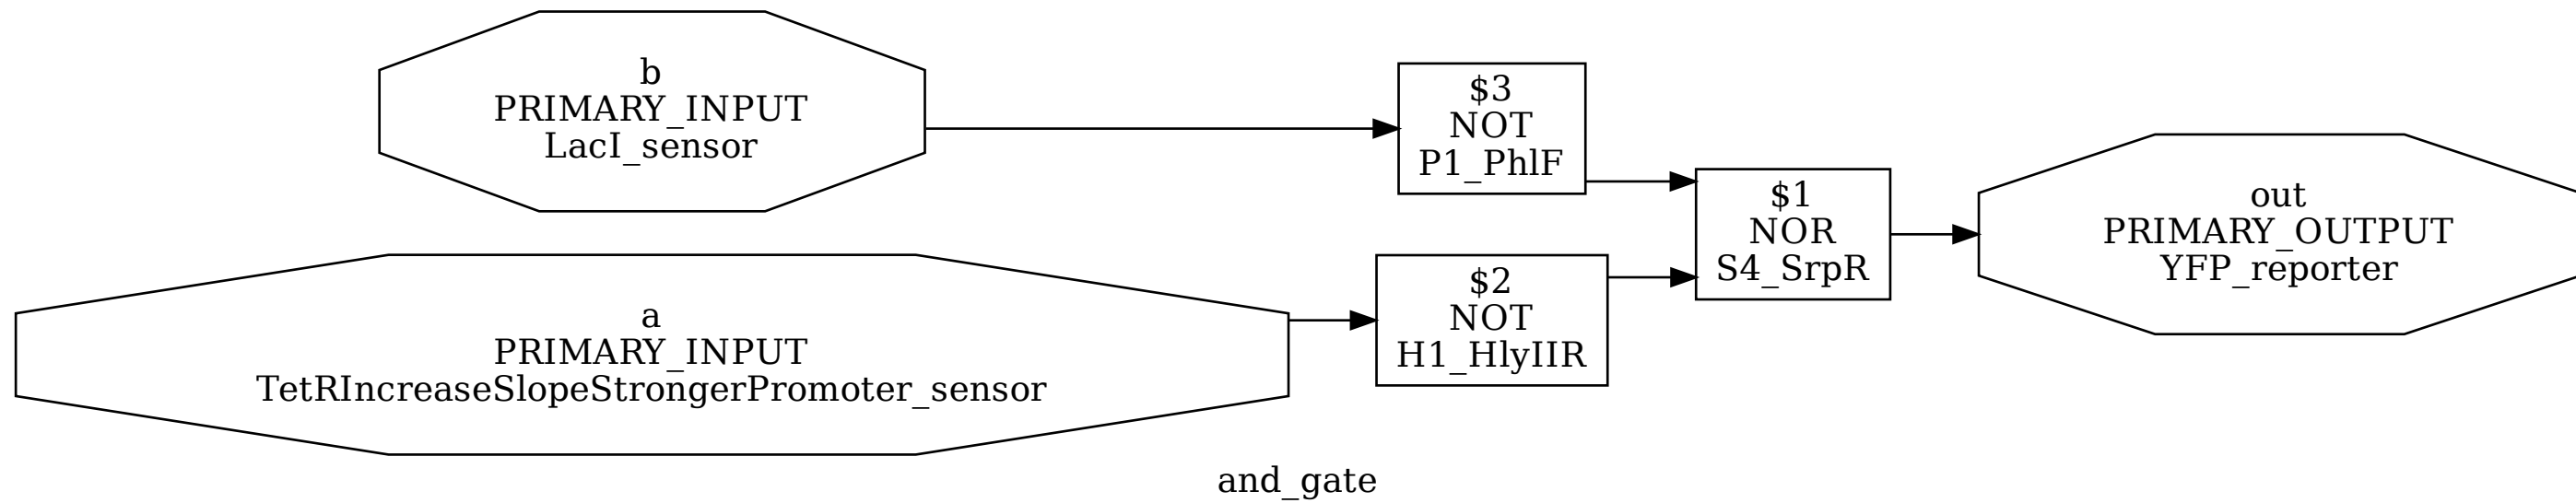 b
PRIMARY_INPUT
LacI_sensor
$3
NOT
P1_PhlF
a
PRIMARY_INPUT
TetRIncreaseSlopeStrongerPromoter_sensor
$2
NOT
H1_HlyIIR
$1
NOR
S4_SrpR
out
PRIMARY_OUTPUT
YFP_reporter
and_gate